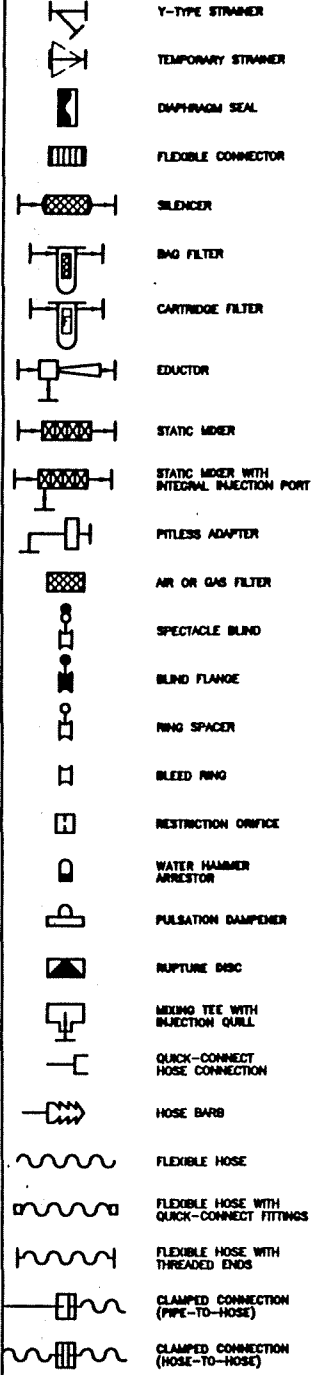 Y-TYPE STRAINER
TEMPORARY STRAINER
DIAPHRAGM SEAL
FLEXIBLE CONNECTOR
SILENCER
BAG FILTER
CARTRIDGE FILTER
EDUCTOR
STATIC MIXER
STATIC MIXER WITH
INTEGRAL INJECTION PORT
PITLESS ADAPTER
AIR OR GAS FILTER
SPECTACLE BLIND
BLIND FLANGE
RING SPACER
BLEED RING
RESTRICTION ORIFICE
WATER HAMMER
ARRESTOR
PULSATION DAMPENER
RUPTURE DISC
MIXING TEE WITH
INJECTION QUILL
QUICK-CONNECT
HOSE CONNECTION
HOSE BARB
FLEXIBLE HOSE
FLEXIBLE HOSE WITH
QUICK-CONNECT FITTINGS
FLEXIBLE HOSE WITH
THREADED ENDS
CLAMPED CONNECTION
(PIPE-TO-HOSE)
CLAMPED CONNECTION
(HOSE-TO-HOSE)